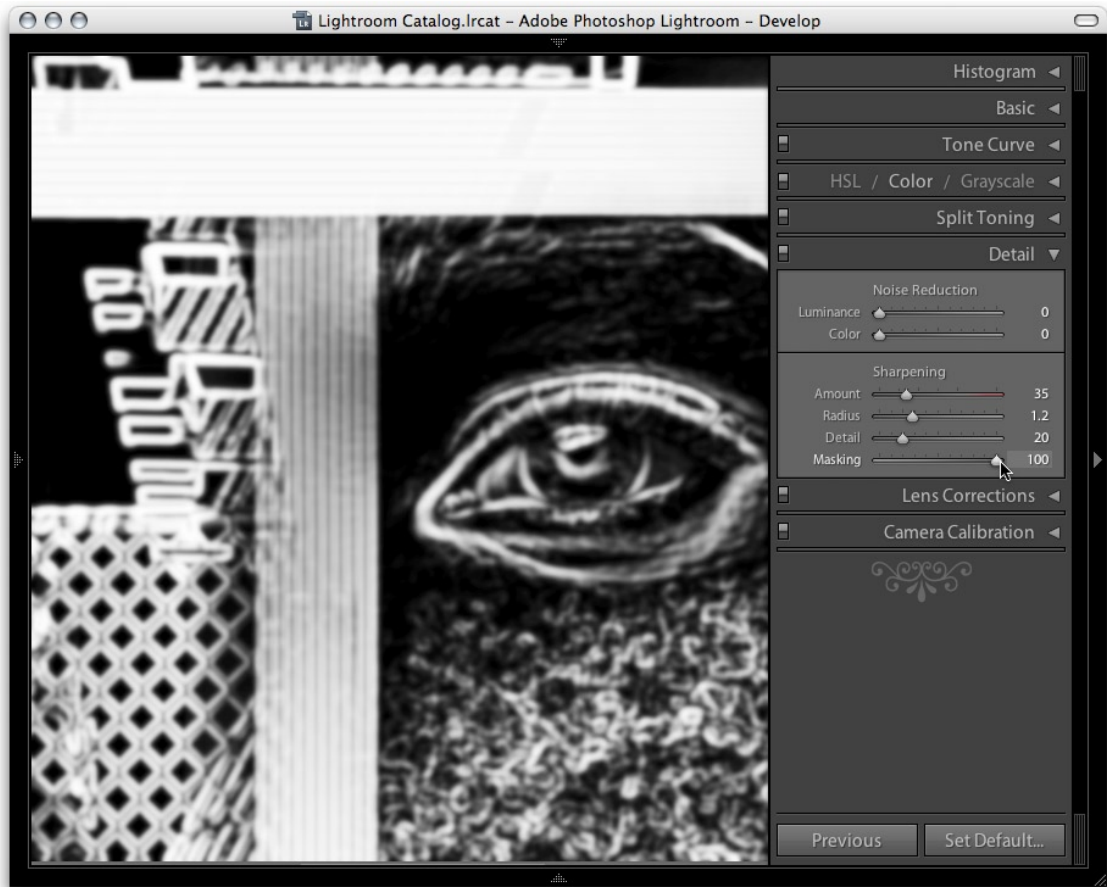 Lightroom Catalog.lrcat – Adobe Photoshop Lightroom – Develop
Histogram
Basic
Tone Curve
HSL / Color / Grayscale
Split Toning
Detail
Noise Reduction
Luminance 0
Color 0
Sharpening
Amount 35
Radius 1.2
Detail 20
Masking 100
Lens Corrections
Camera Calibration
Previous Set Default...